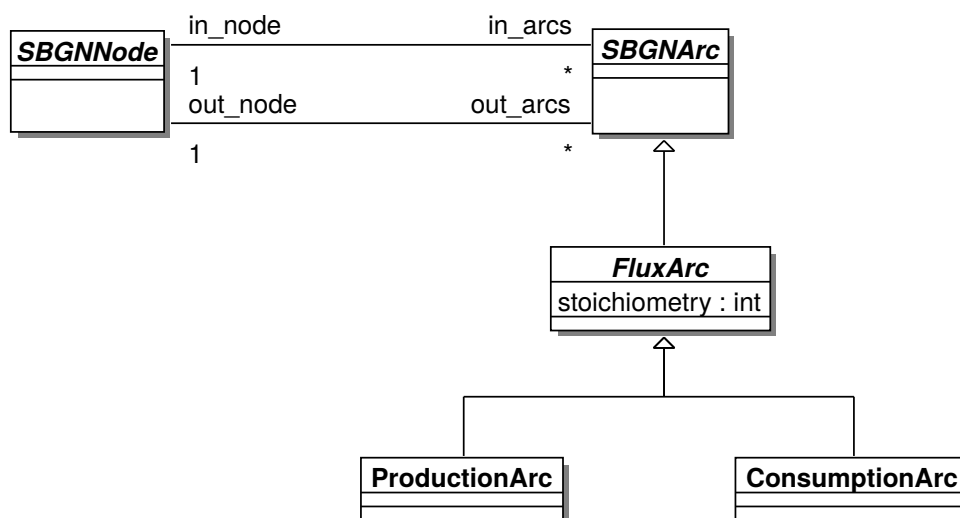 in_node in_arcs
SBGNNode SBGNArc
1 *
out_node out_arcs
1 *
FluxArc
stoichiometry : int
ProductionArc ConsumptionArc